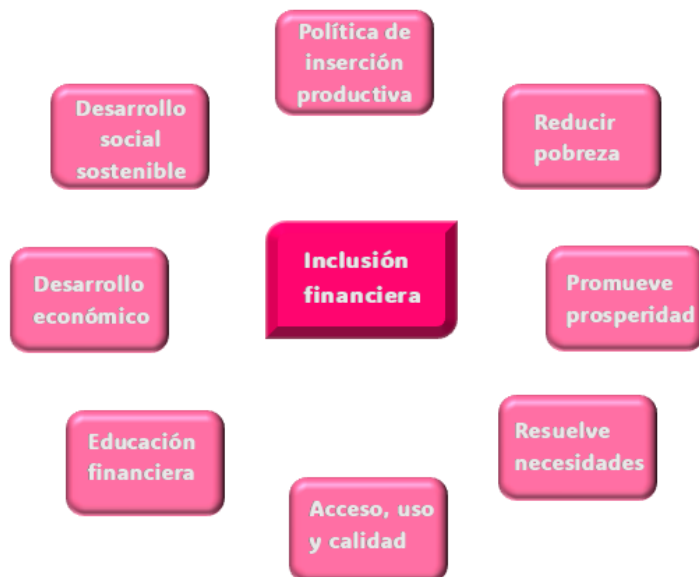 Política de
inserción
productiva
Desarrollo
social
sostenible
Reducir
pobreza
Inclusión
financiera
Desarrollo
económico
Promueve
prosperidad
Educación
financiera
Resuelve
necesidades
Acceso, uso
y calidad